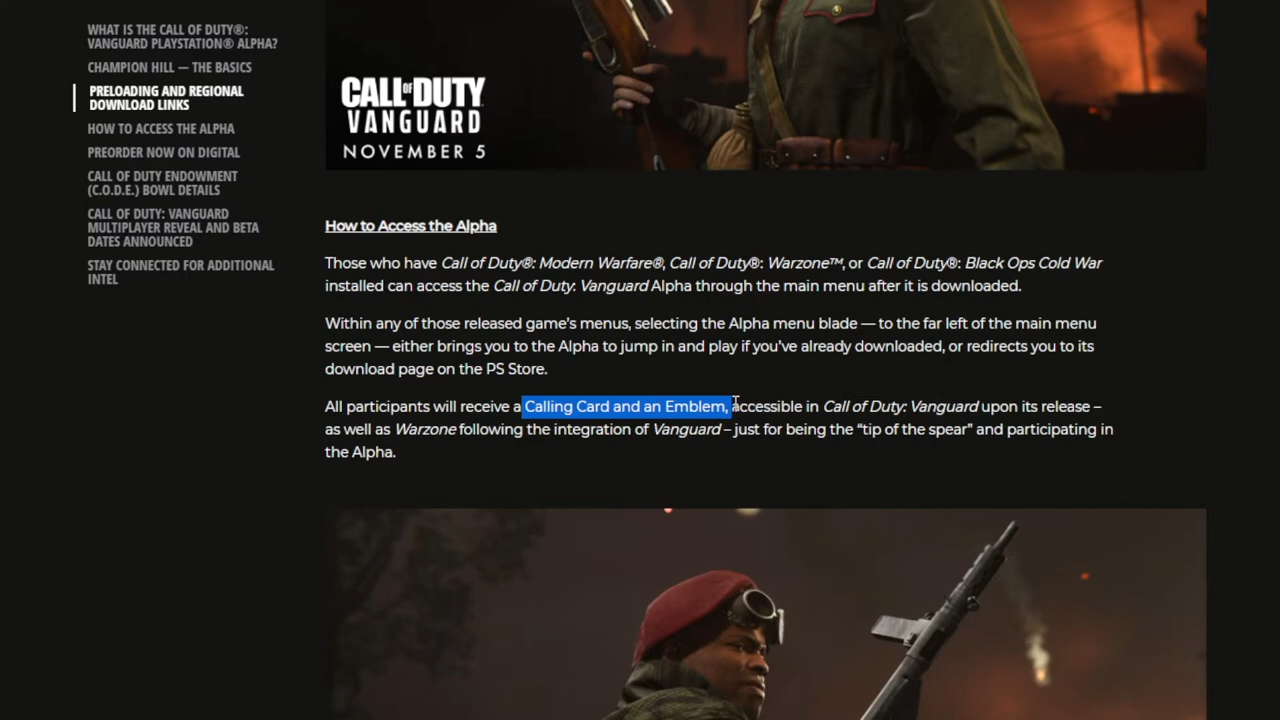 WHAT IS THE CALL OF DUTY®:
VANGUARD PLAYSTATION® ALPHA?
CHAMPION HILL — THE BASICS
PRELOADING AND REGIONAL
DOWNLOAD LINKS
HOW TO ACCESS THE ALPHA
PREORDER NOW ON DIGITAL
CALL OF DUTY ENDOWMENT
(C.O.D.E.) BOWL DETAILS
CALL OF DUTY: VANGUARD
MULTIPLAYER REVEAL AND BETA
DATES ANNOUNCED
STAY CONNECTED FOR ADDITIONAL
INTEL
CALL OF DUTY
VANGUARD
NOVEMBER 5
How to Access the Alpha
Those who have Call of Duty®: Modern Warfare®, Call of Duty®: Warzone™, or Call of Duty®: Black Ops Cold War
installed can access the Call of Duty: Vanguard Alpha through the main menu after it is downloaded.
Within any of those released game's menus, selecting the Alpha menu blade — to the far left of the main menu
screen — either brings you to the Alpha to jump in and play if you've already downloaded, or redirects you to its
download page on the PS Store.
All participants will receive a Calling Card and an Emblem, accessible in Call of Duty: Vanguard upon its release –
as well as Warzone following the integration of Vanguard – just for being the “tip of the spear” and participating in
the Alpha.